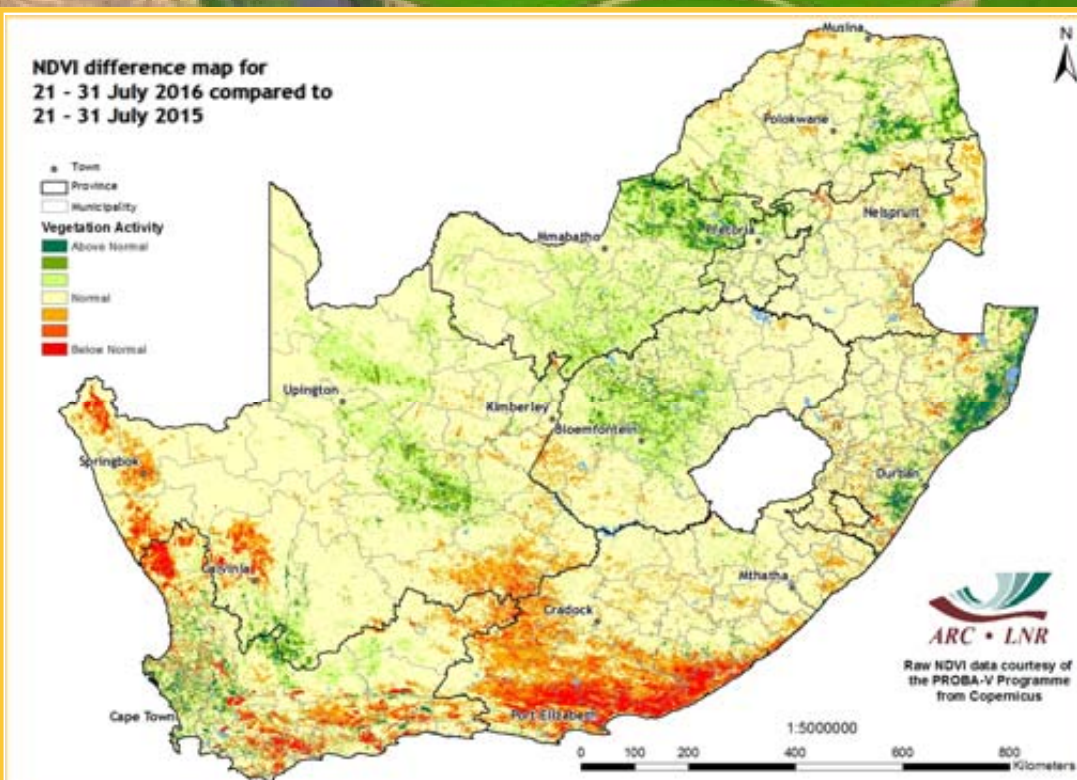 NDVI difference map for
21 - 31 July 2016 compared to
21 - 31 July 2015
Town
Province
Municipality
Vegetation Activity
Above Normal
Normal
Below Normal
N
Musina
Polokwane
Nelspruit
Pretoria
Mmabatho
Upington
Kimberley
Bloemfontein
Springbok
Durban
Calvinia
Mthatha
Cradock
Cape Town
Port Elizabeth
ARC • LNR
Raw NDVI data courtesy of
the PROBA-V Programme
from Copernicus
1:5000000
0 100 200 400 600 800
Kilometers